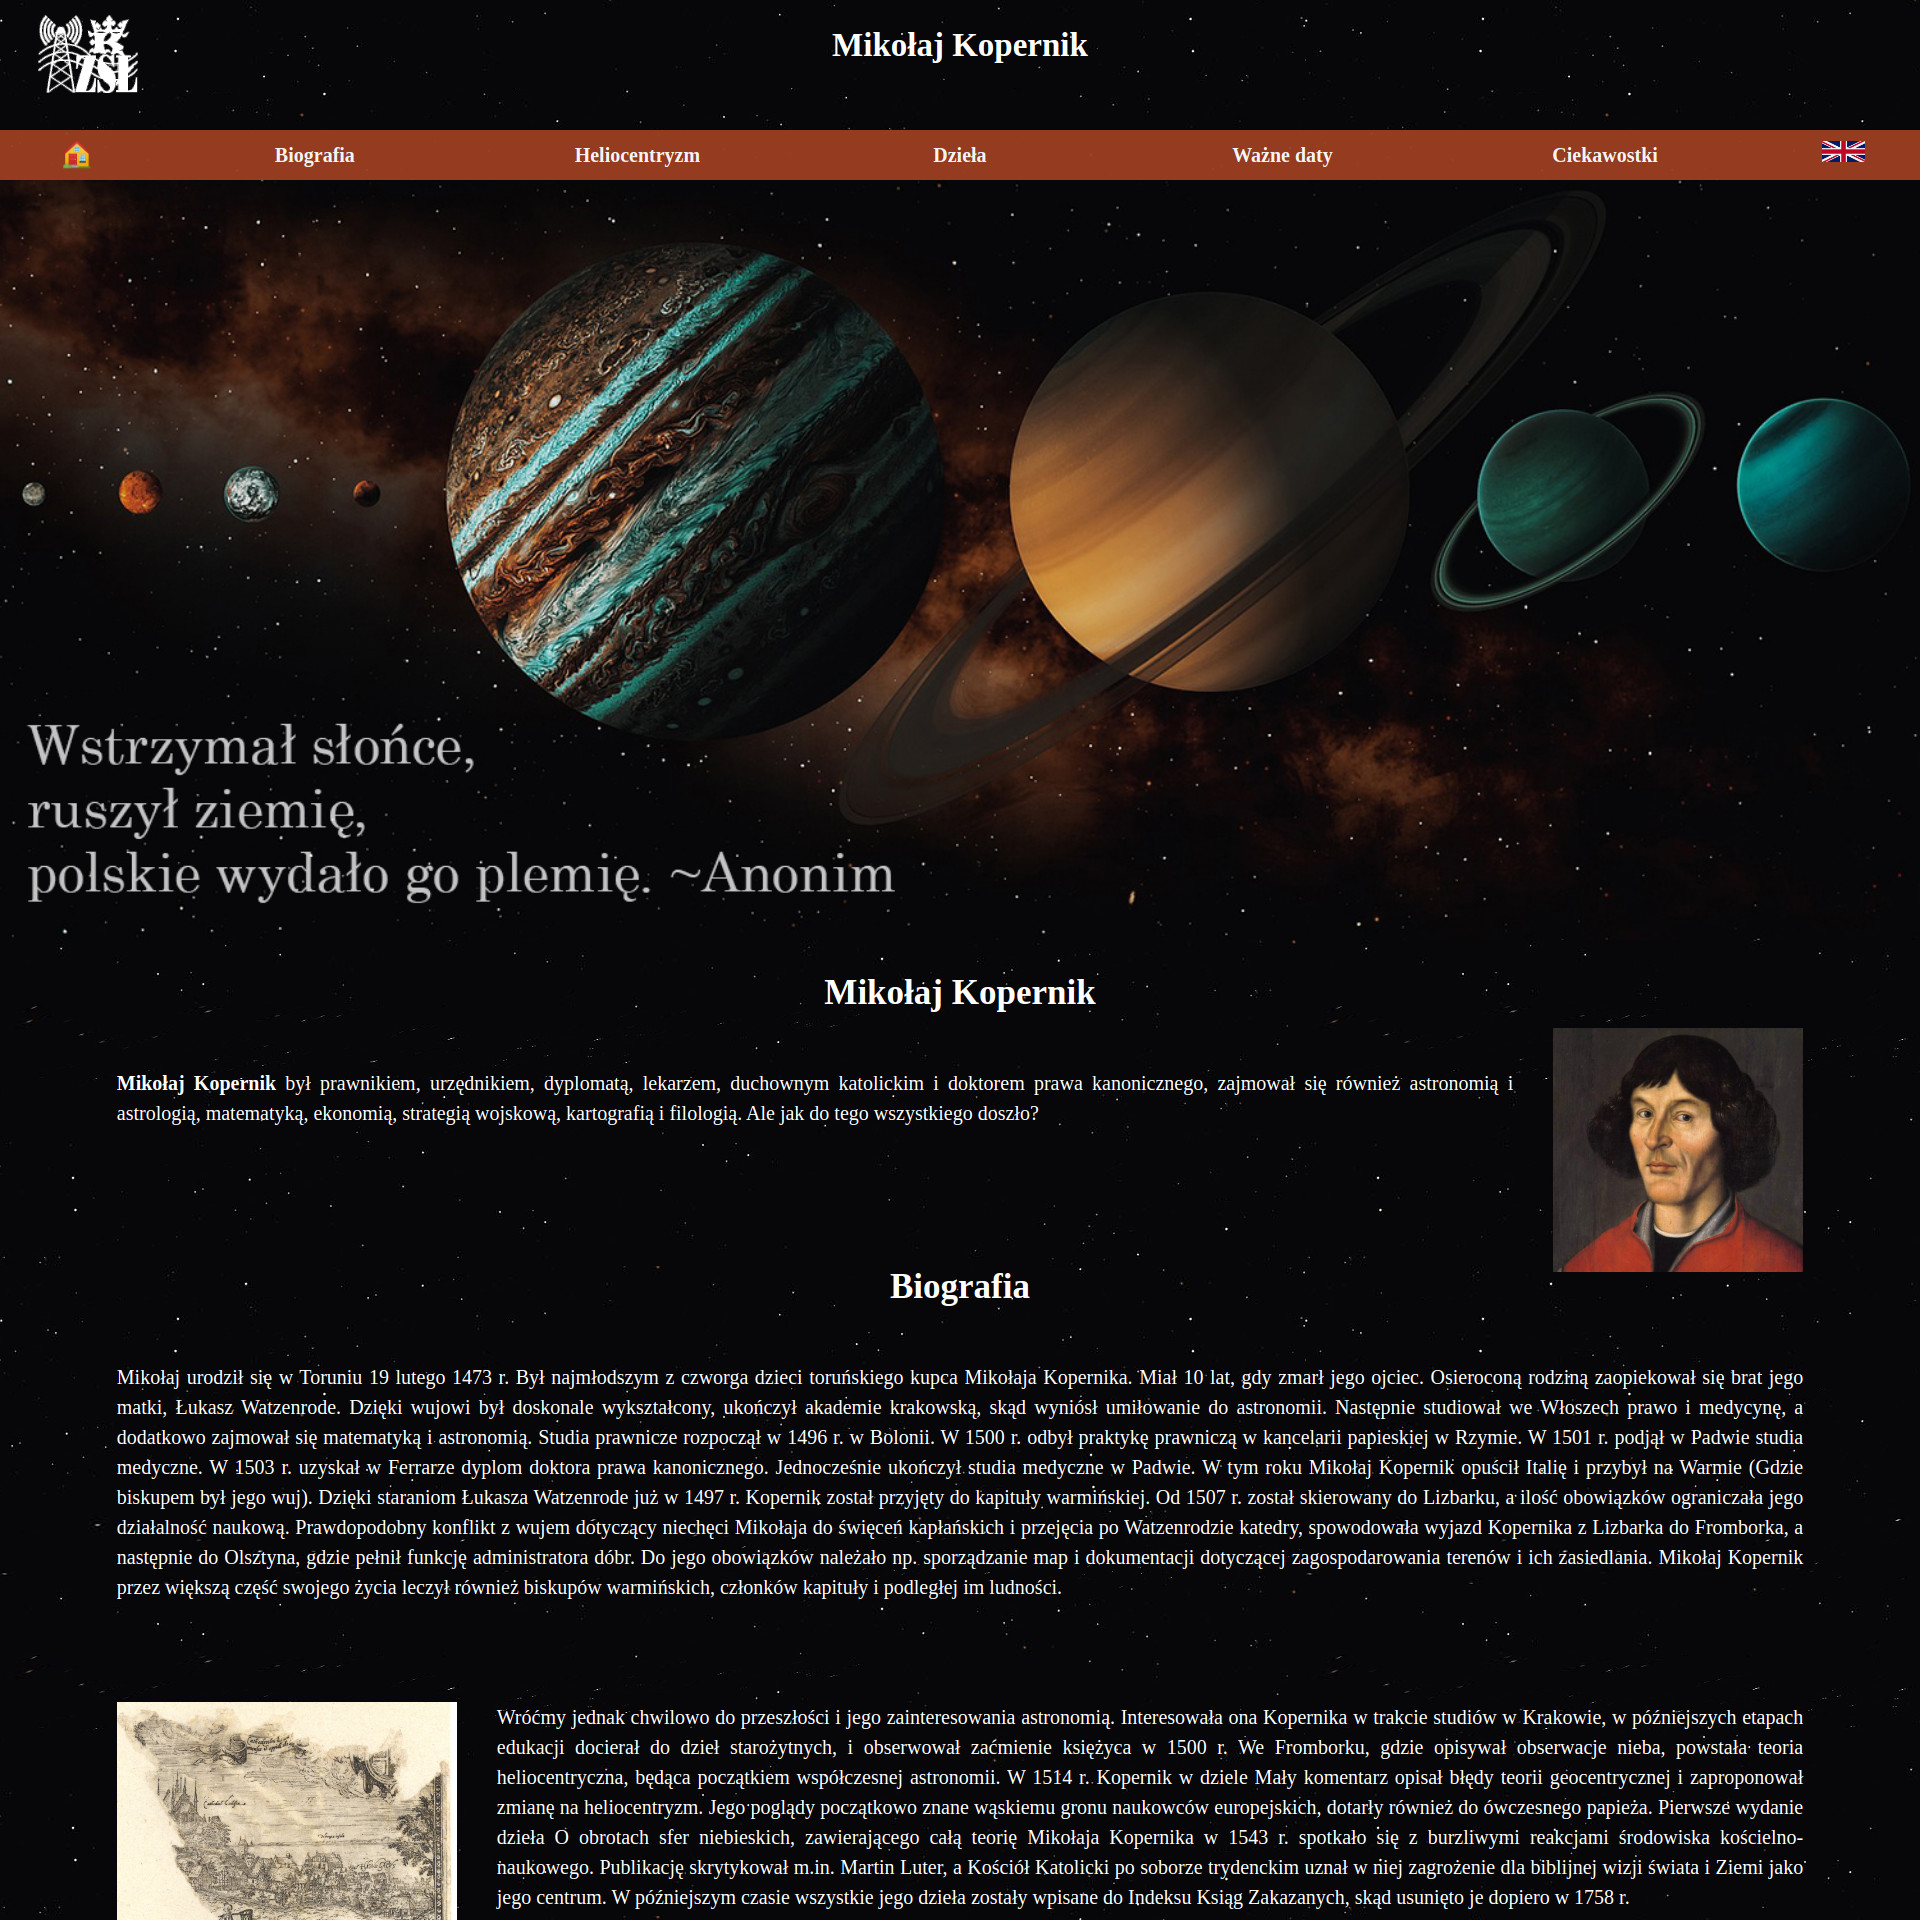 ZSŁ
Mikołaj Kopernik
Biografia
Heliocentryzm
Dzieła
Ważne daty
Ciekawostki
Wstrzymał słońce,
ruszył ziemię,
polskie wydało go plemię. ~Anonim
Mikołaj Kopernik
Mikołaj Kopernik był prawnikiem, urzędnikiem, dyplomatą, lekarzem, duchownym katolickim i doktorem prawa kanonicznego, zajmował się również astronomią i
astrologią, matematyką, ekonomią, strategią wojskową, kartografią i filologią. Ale jak do tego wszystkiego doszło?
Biografia
Mikołaj urodził się w Toruniu 19 lutego 1473 r. Był najmłodszym z czworga dzieci toruńskiego kupca Mikołaja Kopernika. Miał 10 lat, gdy zmarł jego ojciec. Osieroconą rodziną zaopiekował się brat jego
matki, Łukasz Watzenrode. Dzięki wujowi był doskonale wykształcony, ukończył akademie krakowską, skąd wyniósł umiłowanie do astronomii. Następnie studiował we Włoszech prawo i medycynę, a
dodatkowo zajmował się matematyką i astronomią. Studia prawnicze rozpoczął w 1496 r. w Bolonii. W 1500 r. odbył praktykę prawniczą w kancelarii papieskiej w Rzymie. W 1501 r. podjął w Padwie studia
medyczne. W 1503 r. uzyskał w Ferrarze dyplom doktora prawa kanonicznego. Jednocześnie ukończył studia medyczne w Padwie. W tym roku Mikołaj Kopernik opuścił Italię i przybył na Warmie (Gdzie
biskupem był jego wuj). Dzięki staraniom Łukasza Watzenrode już w 1497 r. Kopernik został przyjęty do kapituły warmińskiej. Od 1507 r. został skierowany do Lizbarku, a ilość obowiązków ograniczała jego
działalność naukową. Prawdopodobny konflikt z wujem dotyczący niechęci Mikołaja do święceń kapłańskich i przejęcia po Watzenrodzie katedry, spowodowała wyjazd Kopernika z Lizbarka do Fromborka, a
następnie do Olsztyna, gdzie pełnił funkcję administratora dóbr. Do jego obowiązków należało np. sporządzanie map i dokumentacji dotyczącej zagospodarowania terenów i ich zasiedlania. Mikołaj Kopernik
przez większą część swojego życia leczył również biskupów warmińskich, członków kapituły i podległej im ludności.
Wróćmy jednak chwilowo do przeszłości i jego zainteresowania astronomią. Interesowała ona Kopernika w trakcie studiów w Krakowie, w późniejszych etapach
edukacji docierał do dzieł starożytnych, i obserwował zaćmienie księżyca w 1500 r. We Fromborku, gdzie opisywał obserwacje nieba, powstała teoria
heliocentryczna, będąca początkiem współczesnej astronomii. W 1514 r. Kopernik w dziele Mały komentarz opisał błędy teorii geocentrycznej i zaproponował
zmianę na heliocentryzm. Jego poglądy początkowo znane wąskiemu gronu naukowców europejskich, dotarły również do ówczesnego papieża. Pierwsze wydanie
dzieła O obrotach sfer niebieskich, zawierającego całą teorię Mikołaja Kopernika w 1543 r. spotkało się z burzliwymi reakcjami środowiska kościelno-
naukowego. Publikację skrytykował m.in. Martin Luter, a Kościół Katolicki po soborze trydenckim uznał w niej zagrożenie dla biblijnej wizji świata i Ziemi jako
jego centrum. W późniejszym czasie wszystkie jego dzieła zostały wpisane do Indeksu Ksiąg Zakazanych, skąd usunięto je dopiero w 1758 r.